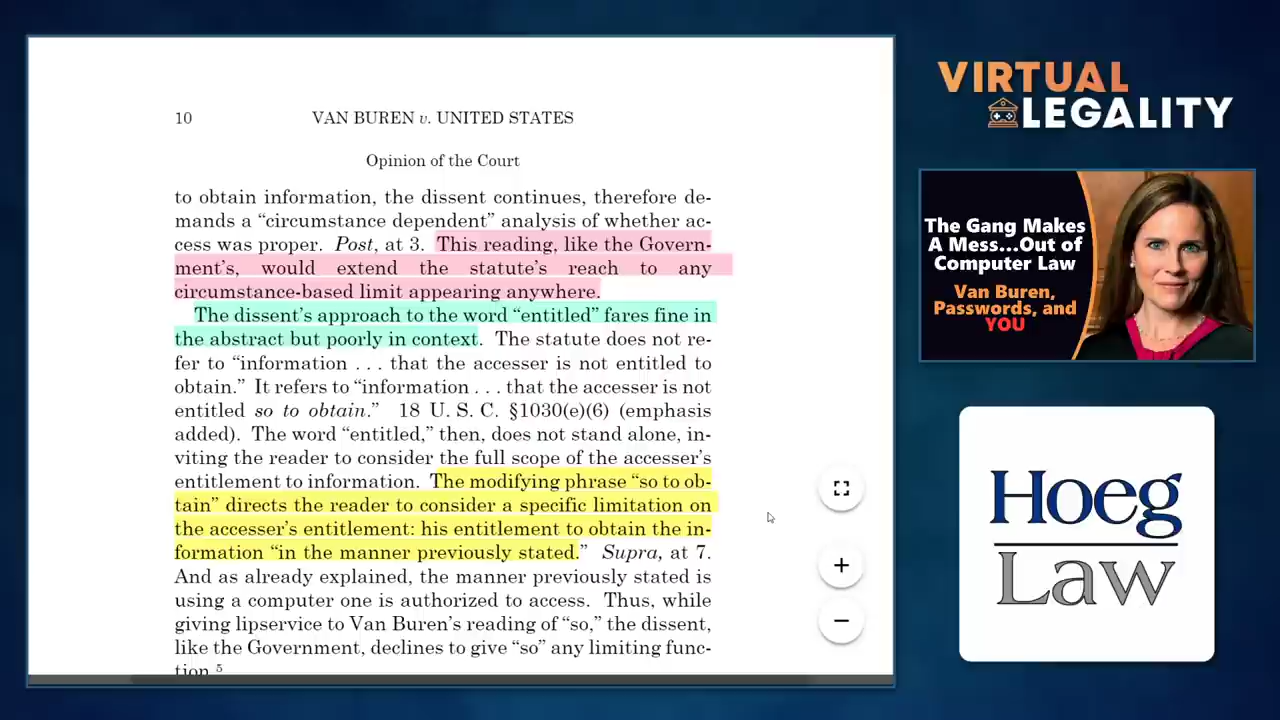 10 VAN BUREN v. UNITED STATES
Opinion of the Court
to obtain information, the dissent continues, therefore de-
mands a “circumstance dependent” analysis of whether ac-
cess was proper. Post, at 3. This reading, like the Govern-
ment’s, would extend the statute’s reach to any
circumstance-based limit appearing anywhere.
The dissent’s approach to the word “entitled” fares fine in
the abstract but poorly in context. The statute does not re-
fer to “information . . . that the accesser is not entitled to
obtain.” It refers to “information . . . that the accesser is not
entitled so to obtain.” 18 U. S. C. §1030(e)(6) (emphasis
added). The word “entitled,” then, does not stand alone, in-
viting the reader to consider the full scope of the accesser’s
entitlement to information. The modifying phrase “so to ob-
tain” directs the reader to consider a specific limitation on
the accesser’s entitlement: his entitlement to obtain the in-
formation “in the manner previously stated.” Supra, at 7.
And as already explained, the manner previously stated is
using a computer one is authorized to access. Thus, while
giving lipservice to Van Buren’s reading of “so,” the dissent,
like the Government, declines to give “so” any limiting func-
tion.5
VIRTUAL
LEGALITY
The Gang Makes
A Mess...Out of
Computer Law
Van Buren,
Passwords, and
YOU
Hoeg
Law